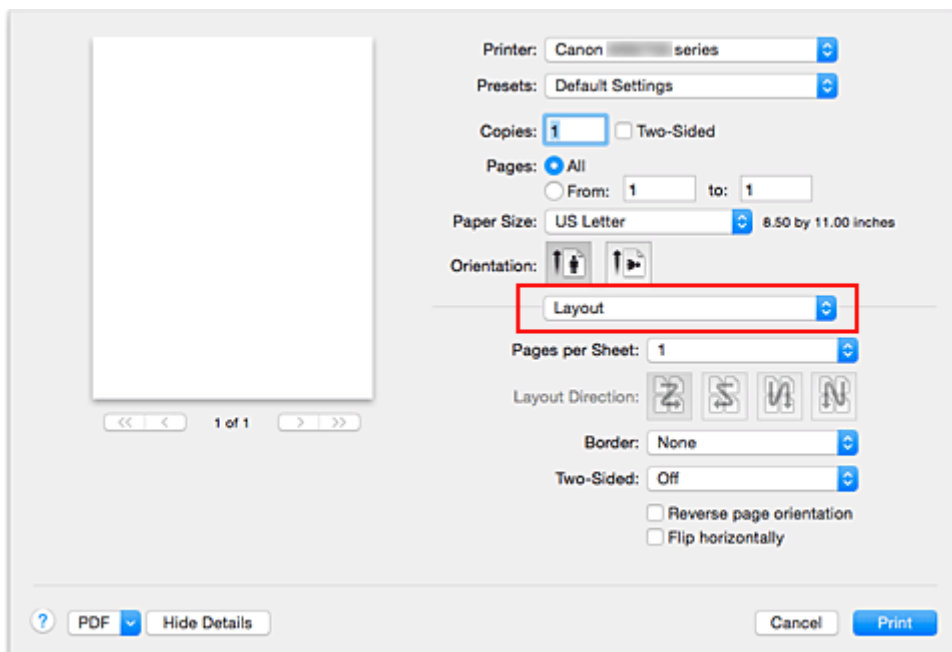 Printer: Canon series
Presets: Default Settings
Copies: 1 Two-Sided
Pages: All
From: 1 to: 1
Paper Size: US Letter 8.50 by 11.00 inches
Orientation:
Layout
Pages per Sheet: 1
Layout Direction:
Border: None
Two-Sided: Off
Reverse page orientation
Flip horizontally
1 of 1
? PDF Hide Details Cancel Print